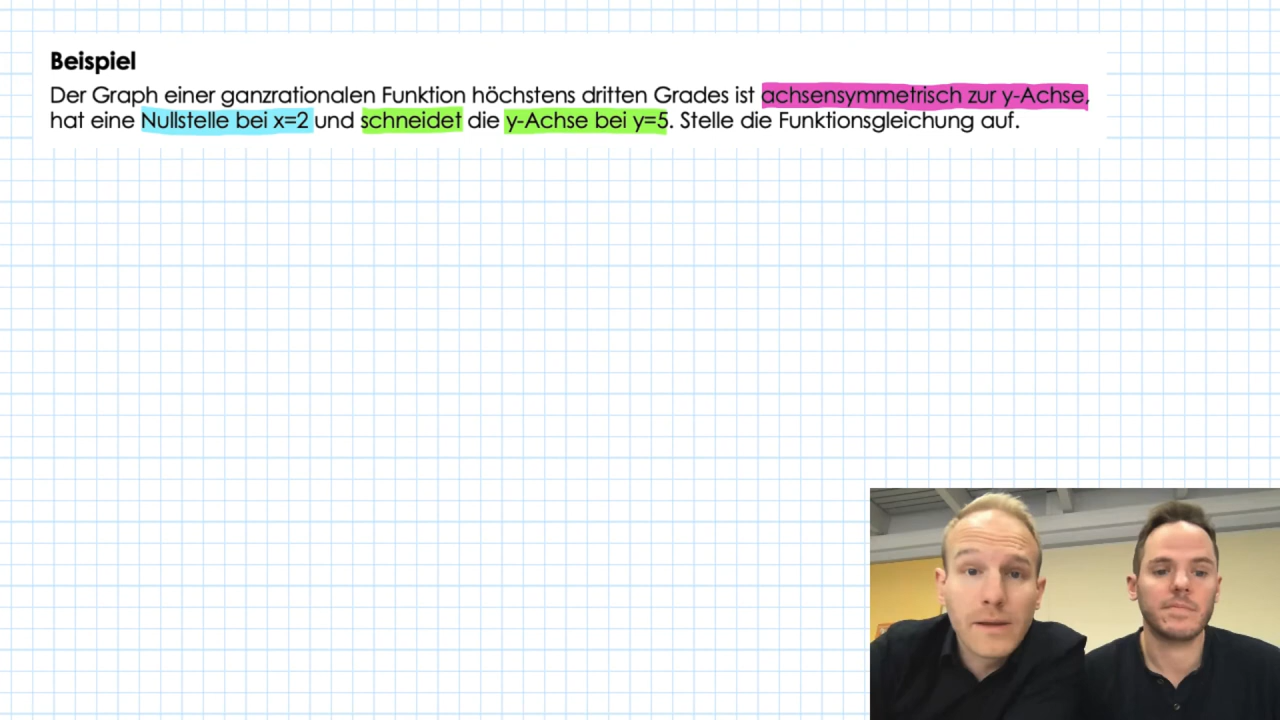 Beispiel
Der Graph einer ganzrationalen Funktion höchstens dritten Grades ist achsensymmetrisch zur y-Achse,
hat eine Nullstelle bei x=2 und schneidet die y-Achse bei y=5. Stelle die Funktionsgleichung auf.